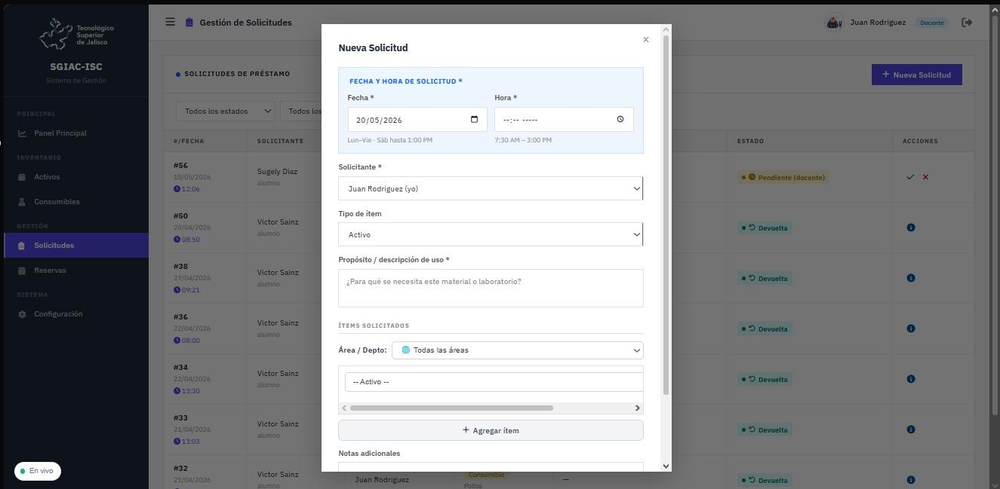 Tecnológico
Superior
de Jalisco
SGIAC-ISC
Sistema de Gestión
PRINCIPAL
Panel Principal
INVENTARIO
Activos
Consumibles
GESTIÓN
Solicitudes
Reservas
SISTEMA
Configuración
En vivo
Gestión de Solicitudes
Juan Rodriguez
Docente
SOLICITUDES DE PRÉSTAMO
+ Nueva Solicitud
Todos los estados
Todos los
#/FECHA
SOLICITANTE
ESTADO
ACCIONES
#56
18/05/2026
12:06
Sugely Diaz
alumno
Pendiente (docente)
#50
28/04/2026
08:50
Victor Sainz
alumno
Devuelta
#38
27/04/2026
09:21
Victor Sainz
alumno
Devuelta
#36
22/04/2026
08:00
Victor Sainz
alumno
Devuelta
#34
22/04/2026
13:30
Victor Sainz
alumno
Devuelta
#33
21/04/2026
13:03
Victor Sainz
alumno
Devuelta
#32
21/04/2026
Victor Sainz
alumno
Juan Rodriguez
Consumible
Pollos
—
Devuelta
Nueva Solicitud
×
FECHA Y HORA DE SOLICITUD *
Fecha *
Hora *
20/05/2026
--:-- -----
Lun–Vie · Sáb hasta 1:00 PM
7:30 AM – 3:00 PM
Solicitante *
Juan Rodriguez (yo)
Tipo de ítem
Activo
Propósito / descripción de uso *
¿Para qué se necesita este material o laboratorio?
ÍTEMS SOLICITADOS
Área / Depto:
Todas las áreas
-- Activo --
+ Agregar ítem
Notas adicionales